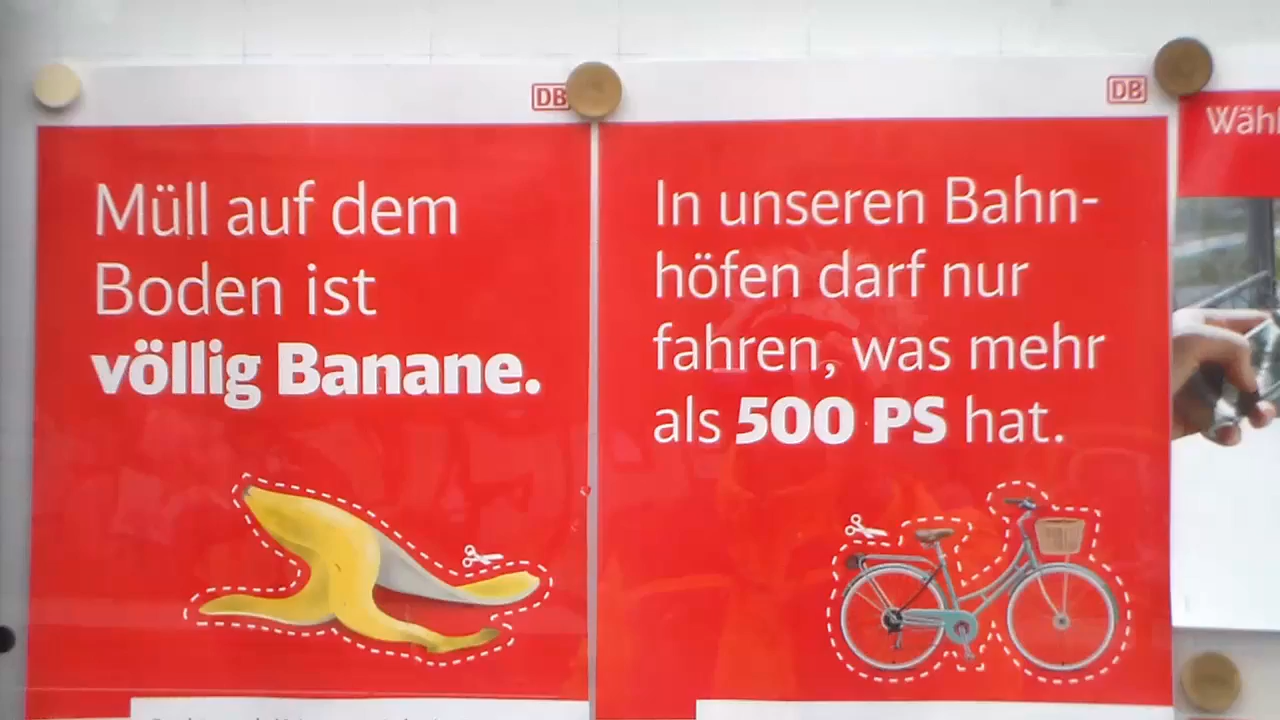 DB
Müll auf dem
Boden ist
völlig Banane.
DB
In unseren Bahn-
höfen darf nur
fahren, was mehr
als 500 PS hat.